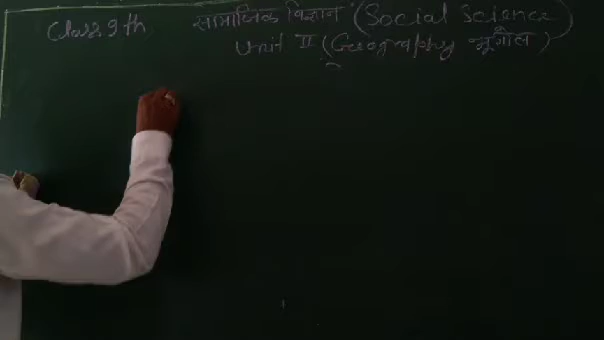 Class 9th सामाजिक विज्ञान (Social Science)
Unit II (Geography भूगोल)